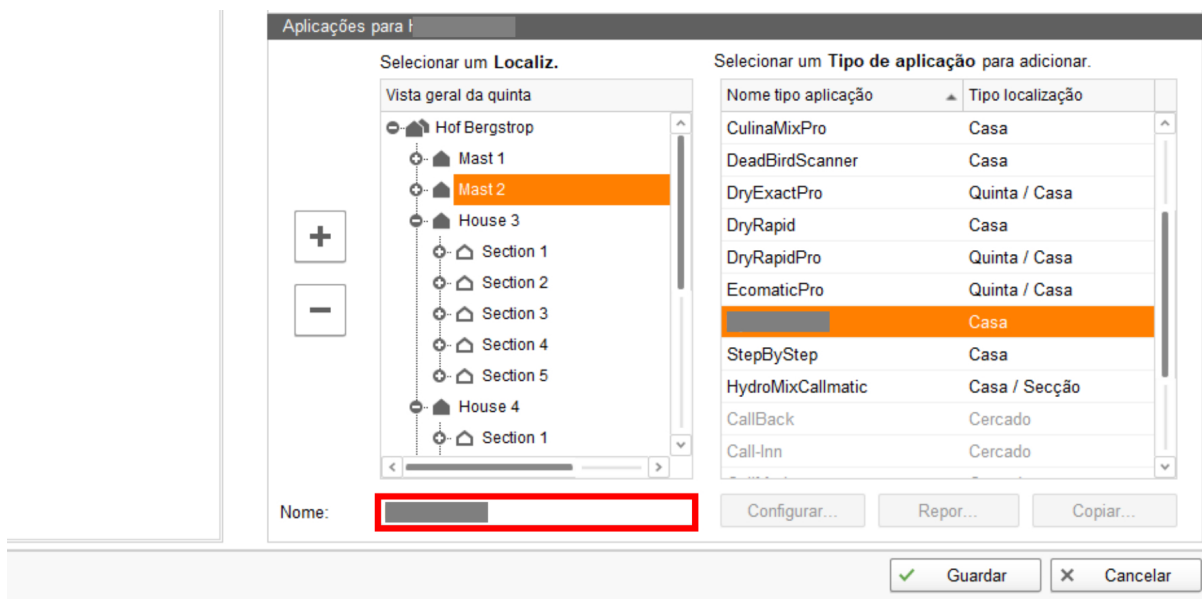 Aplicações para H
Selecionar um Localiz.
Vista geral da quinta
Hof Bergstrop
Mast 1
Mast 2
House 3
Section 1
Section 2
Section 3
Section 4
Section 5
House 4
Section 1
Nome:
Selecionar um Tipo de aplicação para adicionar.
Nome tipo aplicação Tipo localização
CulinaMixPro Casa
DeadBirdScanner Casa
DryExactPro Quinta / Casa
DryRapid Casa
DryRapidPro Quinta / Casa
EcomaticPro Quinta / Casa
Casa
StepByStep Casa
HydroMixCallmatic Casa / Secção
CallBack Cercado
Call-Inn Cercado
Configurar... Repor... Copiar...
Guardar Cancelar